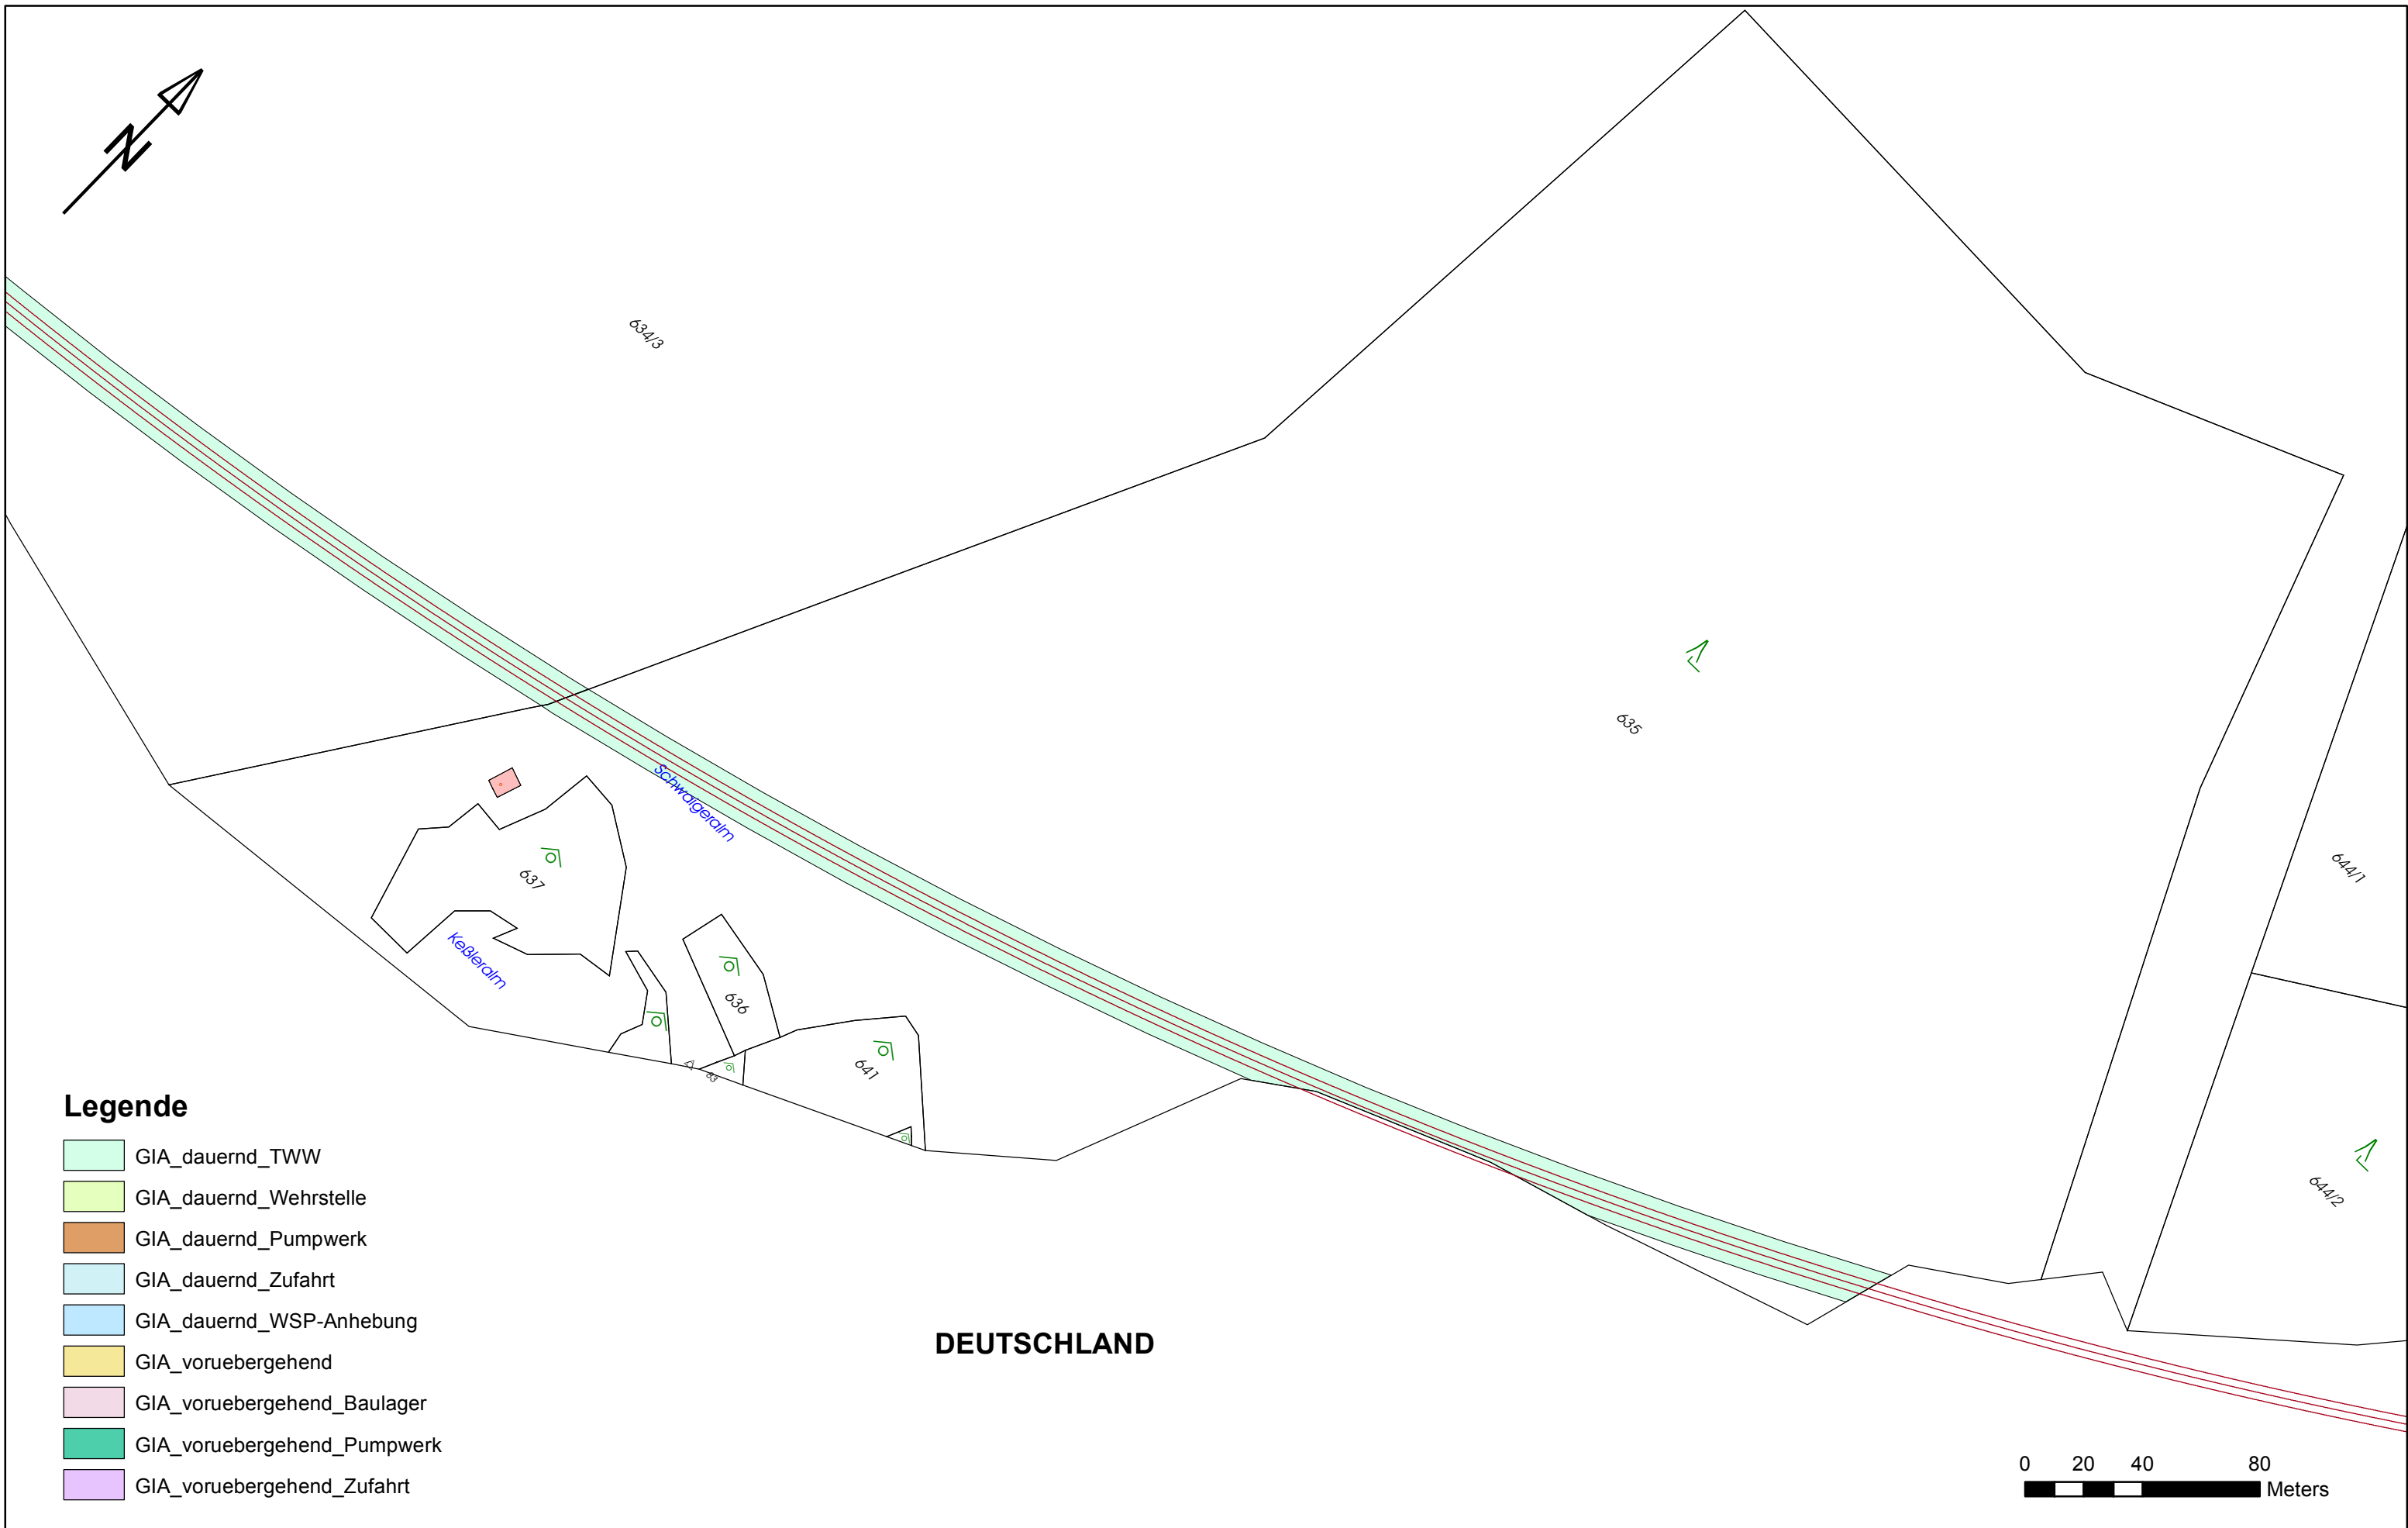 N
634/3
635
Schwaigeralm
637
Keßleralm
636
641
83
644/1
644/2
Legende
GIA_dauernd_TWW
GIA_dauernd_Wehrstelle
GIA_dauernd_Pumpwerk
GIA_dauernd_Zufahrt
GIA_dauernd_WSP-Anhebung
GIA_voruebergehend
GIA_voruebergehend_Baulager
GIA_voruebergehend_Pumpwerk
GIA_voruebergehend_Zufahrt
DEUTSCHLAND
0 20 40 80
Meters